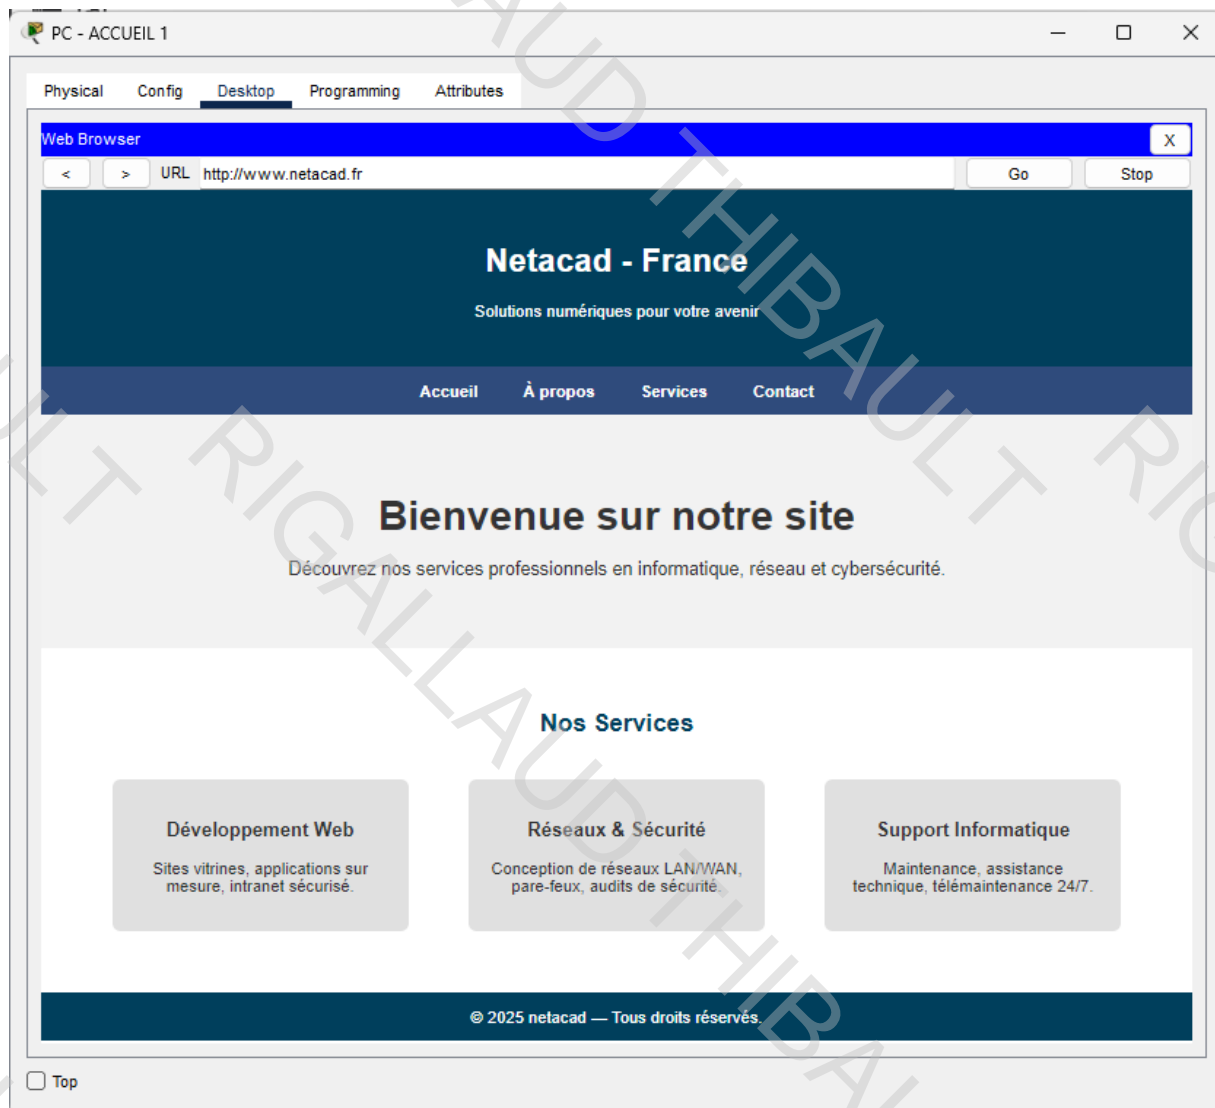 PC - ACCUEIL 1
Physical Config Desktop Programming Attributes
Web Browser X
< > URL http://www.netacad.fr Go Stop
Netacad - France
Solutions numériques pour votre avenir
Accueil À propos Services Contact
Bienvenue sur notre site
Découvrez nos services professionnels en informatique, réseau et cybersécurité.
Nos Services
Développement Web
Sites vitrines, applications sur
mesure, intranet sécurisé.
Réseaux & Sécurité
Conception de réseaux LAN/WAN,
pare-feux, audits de sécurité.
Support Informatique
Maintenance, assistance
technique, télémaintenance 24/7.
© 2025 netacad — Tous droits réservés.
Top
RIGALLAUD THIBAULT